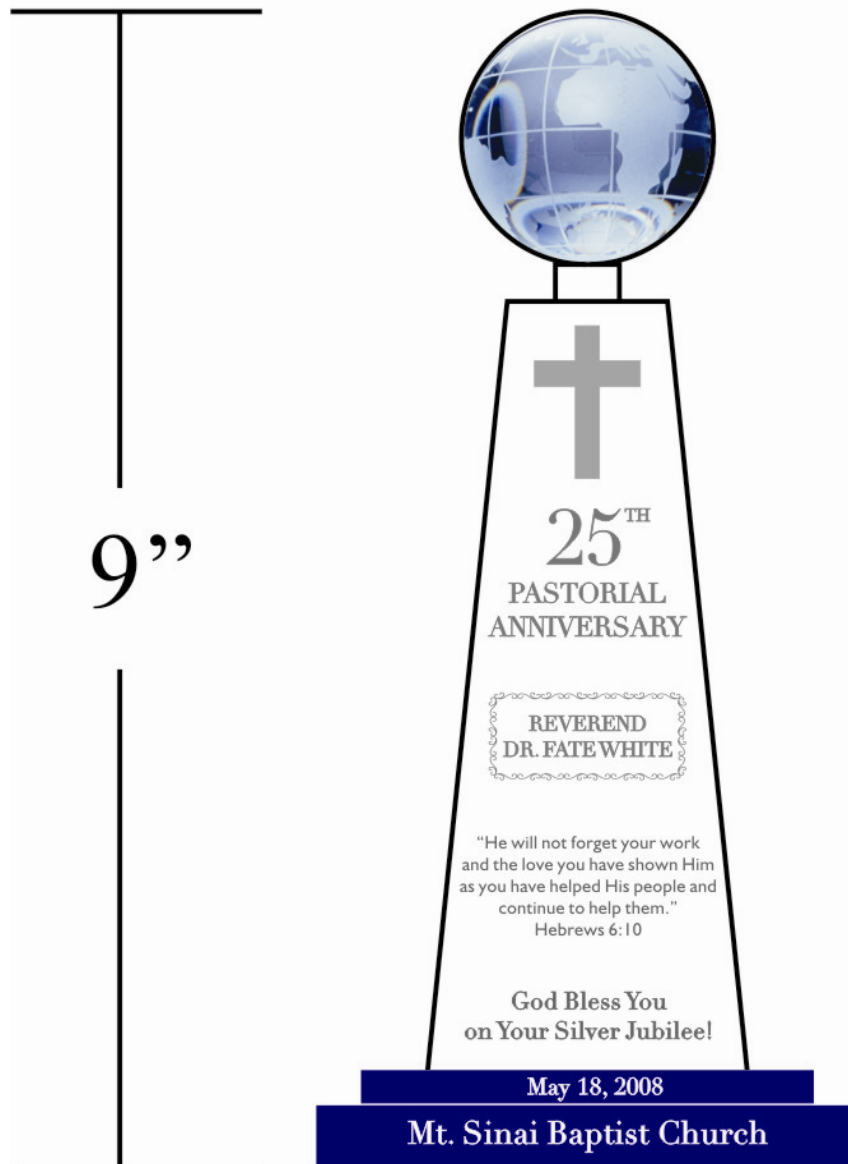 9”
25TH
PASTORIAL
ANNIVERSARY
REVEREND
DR. FATE WHITE
“He will not forget your work
and the love you have shown Him
as you have helped His people and
continue to help them.”
Hebrews 6:10
God Bless You
on Your Silver Jubilee!
May 18, 2008
Mt. Sinai Baptist Church